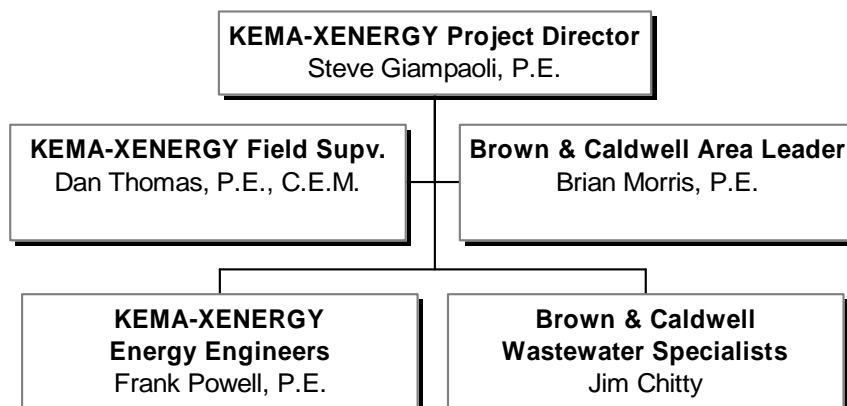 KEMA-XENERGY Project Director
Steve Giampaoli, P.E.
KEMA-XENERGY Field Supv.
Dan Thomas, P.E., C.E.M.
Brown & Caldwell Area Leader
Brian Morris, P.E.
KEMA-XENERGY
Energy Engineers
Frank Powell, P.E.
Brown & Caldwell
Wastewater Specialists
Jim Chitty